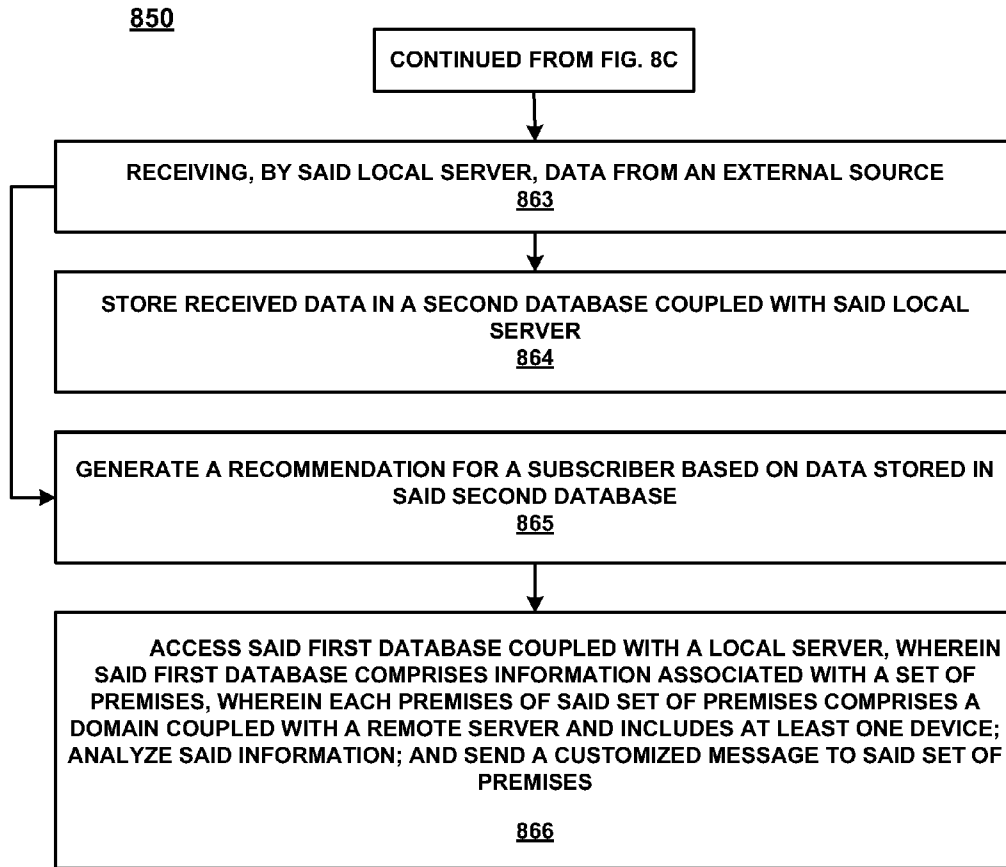 850
CONTINUED FROM FIG. 8C
RECEIVING, BY SAID LOCAL SERVER, DATA FROM AN EXTERNAL SOURCE
863
STORE RECEIVED DATA IN A SECOND DATABASE COUPLED WITH SAID LOCAL
SERVER
864
GENERATE A RECOMMENDATION FOR A SUBSCRIBER BASED ON DATA STORED IN
SAID SECOND DATABASE
865
ACCESS SAID FIRST DATABASE COUPLED WITH A LOCAL SERVER, WHEREIN
SAID FIRST DATABASE COMPRISES INFORMATION ASSOCIATED WITH A SET OF
PREMISES, WHEREIN EACH PREMISES OF SAID SET OF PREMISES COMPRISES A
DOMAIN COUPLED WITH A REMOTE SERVER AND INCLUDES AT LEAST ONE DEVICE;
ANALYZE SAID INFORMATION; AND SEND A CUSTOMIZED MESSAGE TO SAID SET OF
PREMISES
866